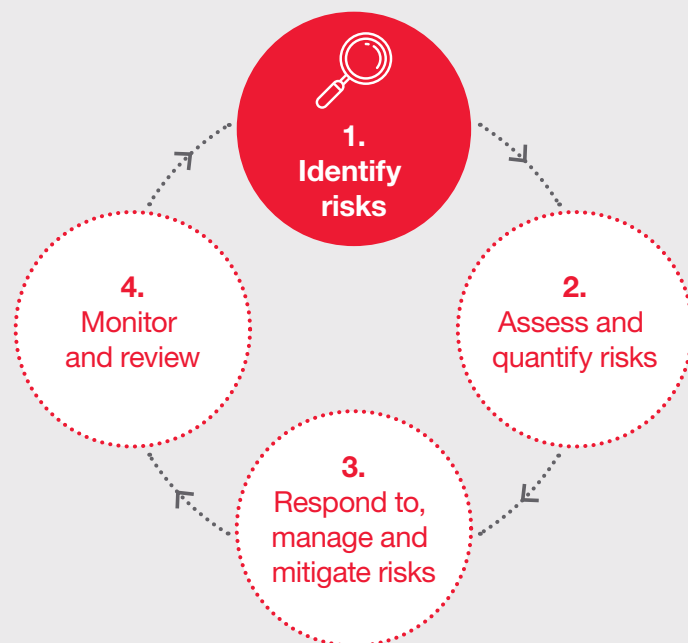 1.
Identify
risks
2.
Assess and
quantify risks
3.
Respond to,
manage and
mitigate risks
4.
Monitor
and review